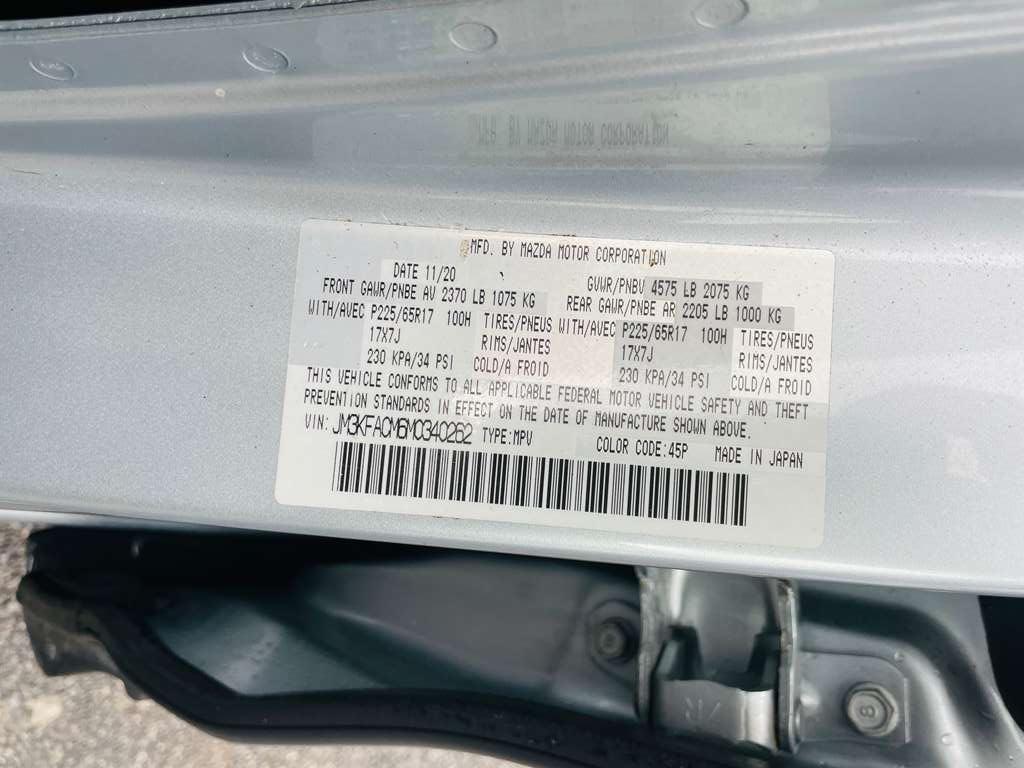 MFD. BY MAZDA MOTOR CORPORATION
DATE 11/20 GVWR/PNBV 4575 LB 2075 KG
FRONT GAWR/PNBE AV 2370 LB 1075 KG REAR GAWR/PNBE AR 2205 LB 1000 KG
WITH/AVEC P225/65R17 100H TIRES/PNEUS WITH/AVEC P225/65R17 100H TIRES/PNEUS
17X7J RIMS/JANTES 17X7J RIMS/JANTES
230 KPA/34 PSI COLD/A FROID 230 KPA/34 PSI COLD/A FROID
THIS VEHICLE CONFORMS TO ALL APPLICABLE FEDERAL MOTOR VEHICLE SAFETY AND THEFT
PREVENTION STANDARDS IN EFFECT ON THE DATE OF MANUFACTURE SHOWN ABOVE.
VIN: JM3KFACM6M0340262 TYPE:MPV COLOR CODE:45P MADE IN JAPAN
8